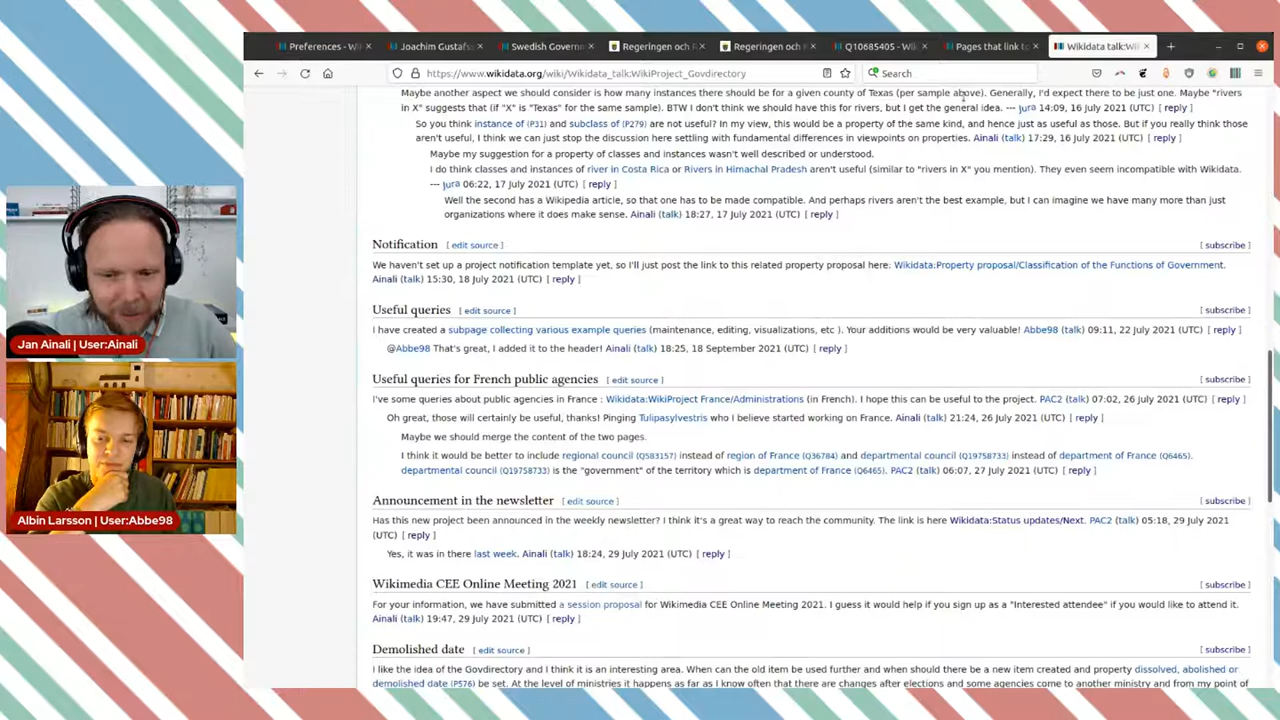 Preferences - Wi
Joachim Gustafs
Swedish Govern
Regeringen och R
Regeringen och
Q10685405 - Wi
Pages that link to
Wikidata talk:Wi
https://www.wikidata.org/wiki/Wikidata_talk:WikiProject_Govdirectory
Search
Maybe another aspect we should consider is how many instances there should be for a given county of Texas (per sample above). Generally, I'd expect there to be just one. Maybe "rivers
in X" suggests that (if "X" is "Texas" for the same sample). BTW I don't think we should have this for rivers, but I get the general idea. --- Jura 14:09, 16 July 2021 (UTC) [ reply ]
So you think instance of (P31) and subclass of (P279) are not useful? In my view, this would be a property of the same kind, and hence just as useful as those. But if you really think those
aren't useful, I think we can just stop the discussion here settling with fundamental differences in viewpoints on properties. Ainali (talk) 17:29, 16 July 2021 (UTC) [ reply ]
Maybe my suggestion for a property of classes and instances wasn't well described or understood.
I do think classes and instances of river in Costa Rica or Rivers in Himachal Pradesh aren't useful (similar to "rivers in X" you mention). They even seem incompatible with Wikidata.
--- Jura 06:22, 17 July 2021 (UTC) [ reply ]
Well the second has a Wikipedia article, so that one has to be made compatible. And perhaps rivers aren't the best example, but I can imagine we have many more than just
organizations where it does make sense. Ainali (talk) 18:27, 17 July 2021 (UTC) [ reply ]
Notification [ edit source ] [ subscribe ]
We haven't set up a project notification template yet, so I'll just post the link to this related property proposal here: Wikidata:Property proposal/Classification of the Functions of Government.
Ainali (talk) 15:30, 18 July 2021 (UTC) [ reply ]
Useful queries [ edit source ] [ subscribe ]
I have created a subpage collecting various example queries (maintenance, editing, visualizations, etc ). Your additions would be very valuable! Abbe98 (talk) 09:11, 22 July 2021 (UTC) [ reply ]
@Abbe98 That's great, I added it to the header! Ainali (talk) 18:25, 18 September 2021 (UTC) [ reply ]
Useful queries for French public agencies [ edit source ] [ subscribe ]
I've some queries about public agencies in France : Wikidata:WikiProject France/Administrations (in French). I hope this can be useful to the project. PAC2 (talk) 07:02, 26 July 2021 (UTC) [ reply ]
Oh great, those will certainly be useful, thanks! Pinging Tulipasylvestris who I believe started working on France. Ainali (talk) 21:24, 26 July 2021 (UTC) [ reply ]
Maybe we should merge the content of the two pages.
I think it would be better to include regional council (Q583157) instead of region of France (Q36784) and departmental council (Q19758733) instead of department of France (Q6465).
departmental council (Q19758733) is the "government" of the territory which is department of France (Q6465). PAC2 (talk) 06:07, 27 July 2021 (UTC) [ reply ]
Announcement in the newsletter [ edit source ] [ subscribe ]
Has this new project been announced in the weekly newsletter? I think it's a great way to reach the community. The link is here Wikidata:Status updates/Next. PAC2 (talk) 05:18, 29 July 2021
(UTC) [ reply ]
Yes, it was in there last week. Ainali (talk) 18:24, 29 July 2021 (UTC) [ reply ]
Wikimedia CEE Online Meeting 2021 [ edit source ] [ subscribe ]
For your information, we have submitted a session proposal for Wikimedia CEE Online Meeting 2021. I guess it would help if you sign up as a "Interested attendee" if you would like to attend it.
Ainali (talk) 19:47, 29 July 2021 (UTC) [ reply ]
Demolished date [ edit source ] [ subscribe ]
I like the idea of the Govdirectory and I think it is an interesting area. When can the old item be used further and when should there be a new item created and property dissolved, abolished or
demolished date (P576) be set. At the level of ministries it happens as far as I know often that there are changes after elections and some agencies come to another ministry and from my point of
Jan Ainali | User:Ainali
Albin Larsson | User:Abbe98